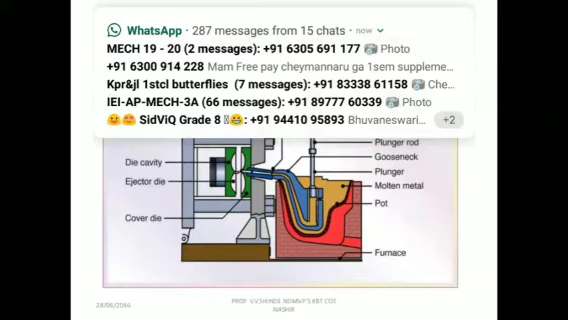 WhatsApp · 287 messages from 15 chats · now
MECH 19 - 20 (2 messages): +91 6305 691 177 📷 Photo
+91 6300 914 228 Mam Free pay cheymannaru ga 1sem suppleme...
Kpr&jl 1stcl butterflies (7 messages): +91 83338 61158 📷 Che...
IEI-AP-MECH-3A (66 messages): +91 89777 60339 📷 Photo
SidViQ Grade 8 😂: +91 94410 95893 Bhuvaneswari... +2
Plunger rod
Die cavity
Gooseneck
Ejector die
Plunger
Molten metal
Pot
Cover die
Furnace
28/06/2016
PROF. V.V.SHINDE NDMVP'S KBT COE
NASHIK